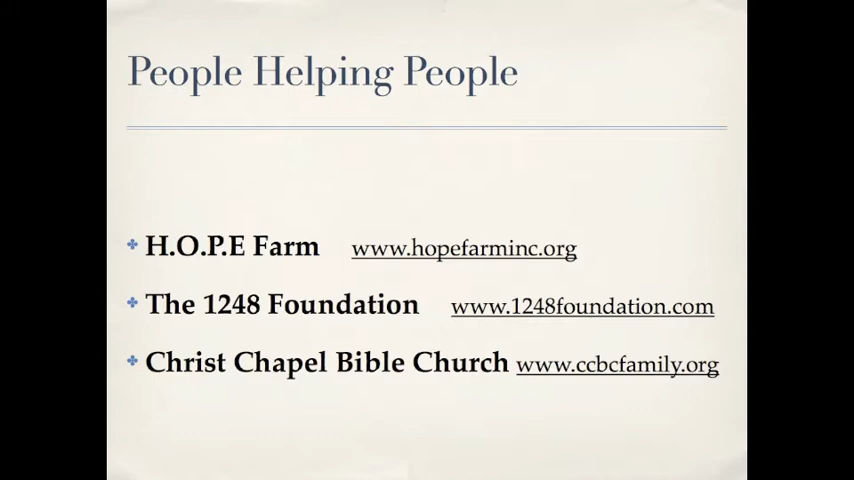 People Helping People
H.O.P.E Farm www.hopefarminc.org
The 1248 Foundation www.1248foundation.com
Christ Chapel Bible Church www.ccbcfamily.org